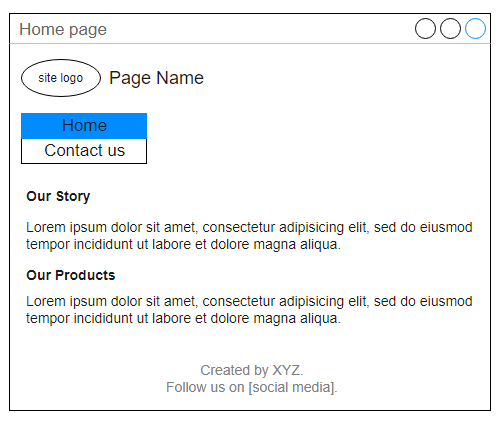 Home page
site logo
Page Name
Home
Contact us
Our Story
Lorem ipsum dolor sit amet, consectetur adipisicing elit, sed do eiusmod
tempor incididunt ut labore et dolore magna aliqua.
Our Products
Lorem ipsum dolor sit amet, consectetur adipisicing elit, sed do eiusmod
tempor incididunt ut labore et dolore magna aliqua.
Created by XYZ.
Follow us on [social media].